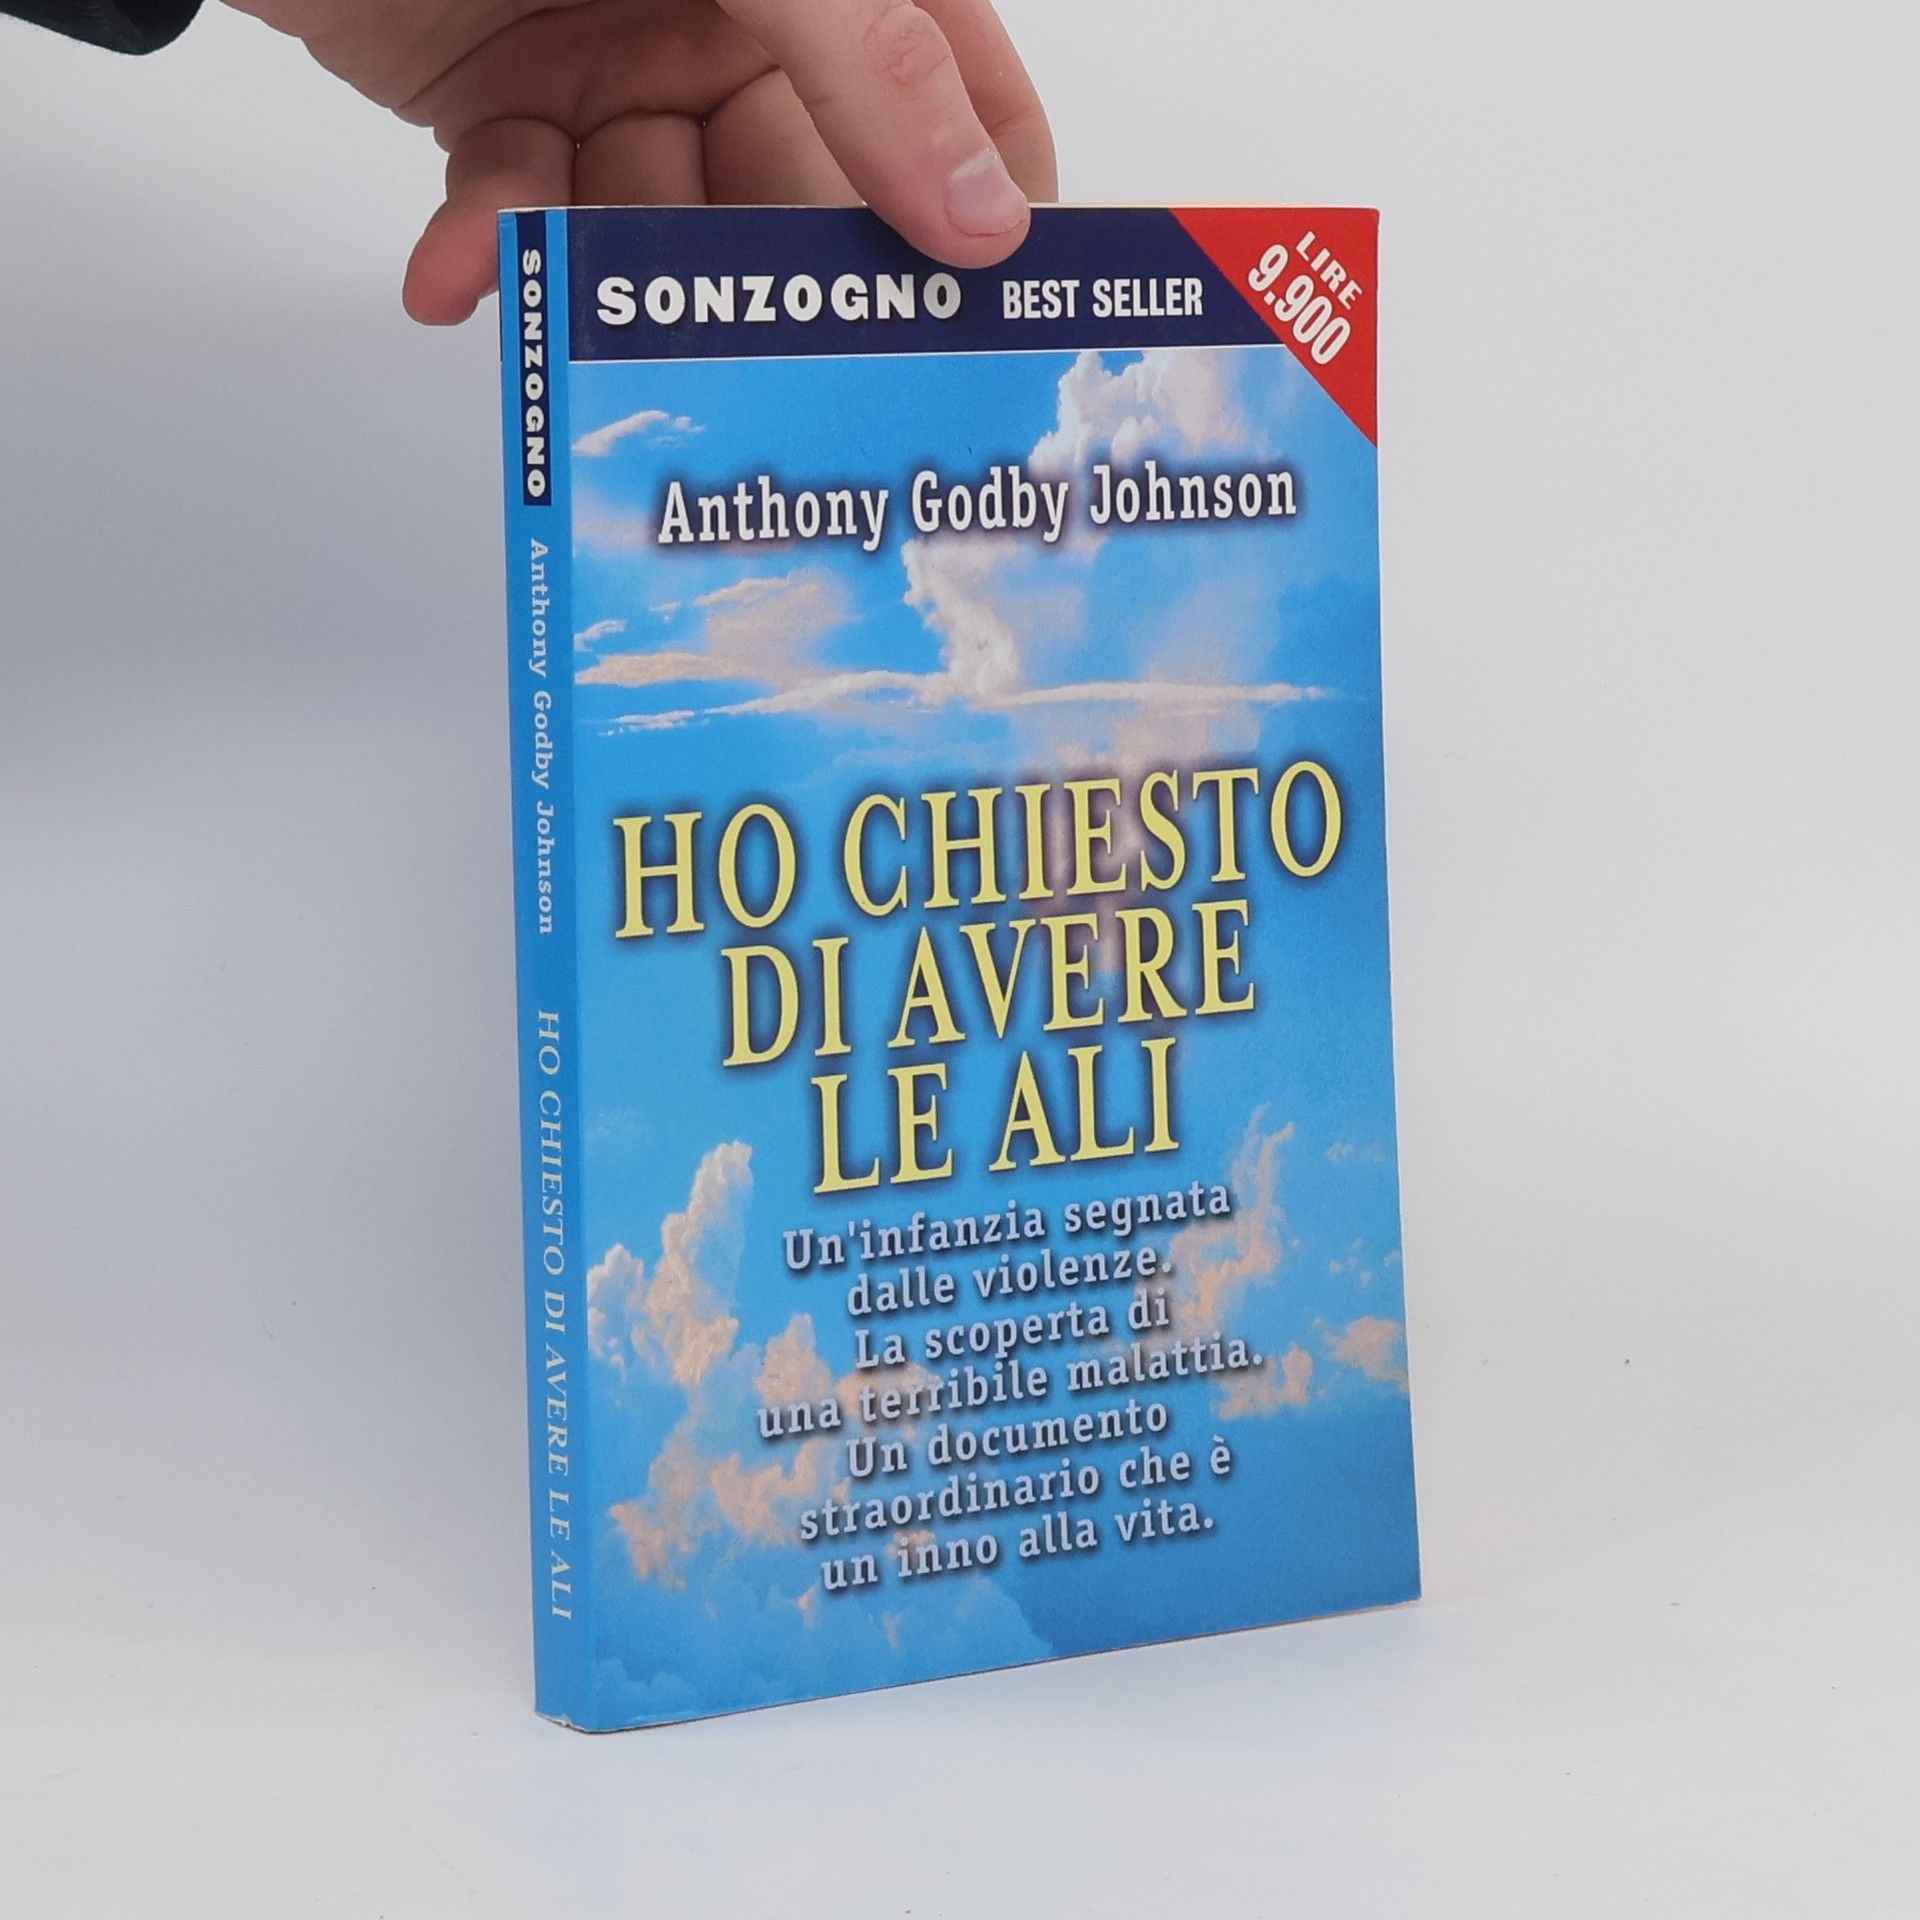 SONZOGNO BEST SELLER
LIRE
9.900
Anthony Godby Johnson
HO CHIESTO
DI AVERE
LE ALI
Un'infanzia segnata
dalle violenze.
La scoperta di
una terribile malattia.
Un documento
straordinario che è
un inno alla vita.
SONZOGNO Anthony Godby Johnson HO CHIESTO DI AVERE LE ALI